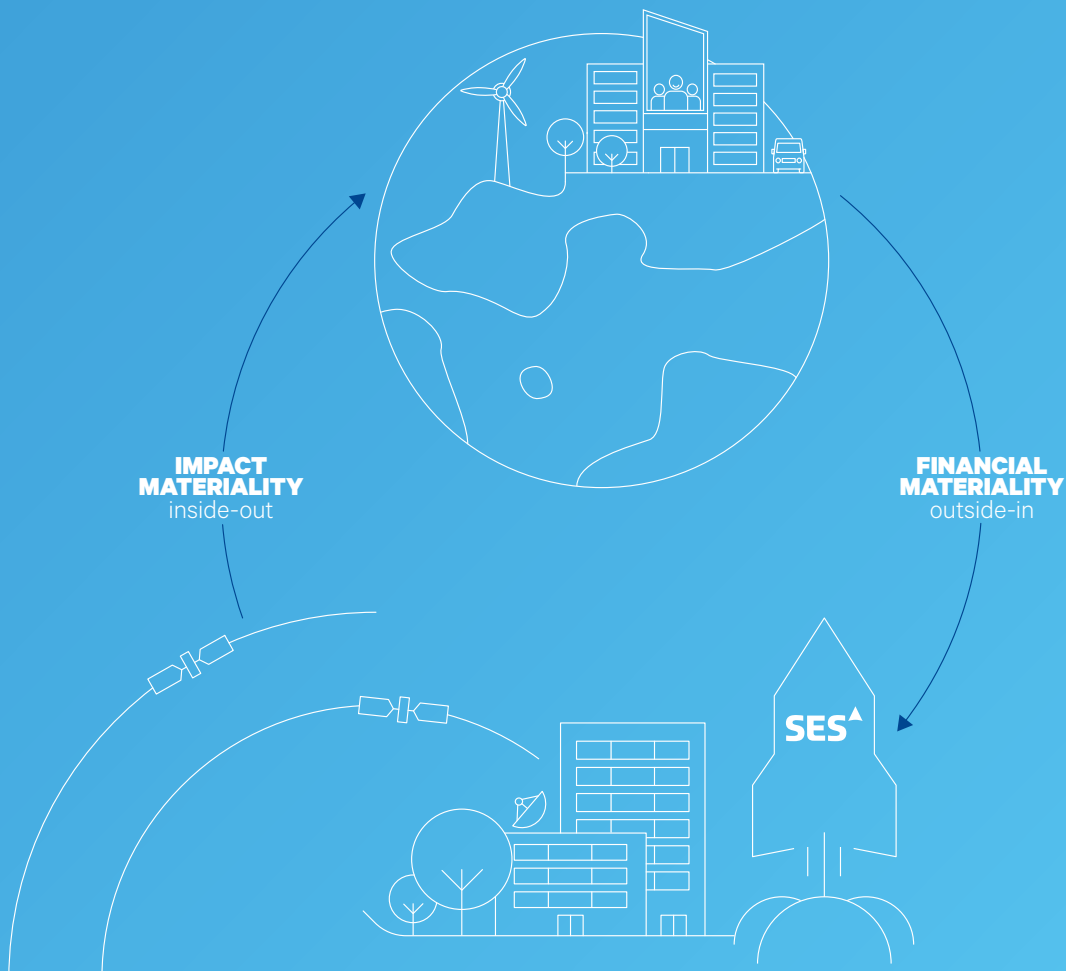 IMPACT
MATERIALITY
inside-out
FINANCIAL
MATERIALITY
outside-in
SES